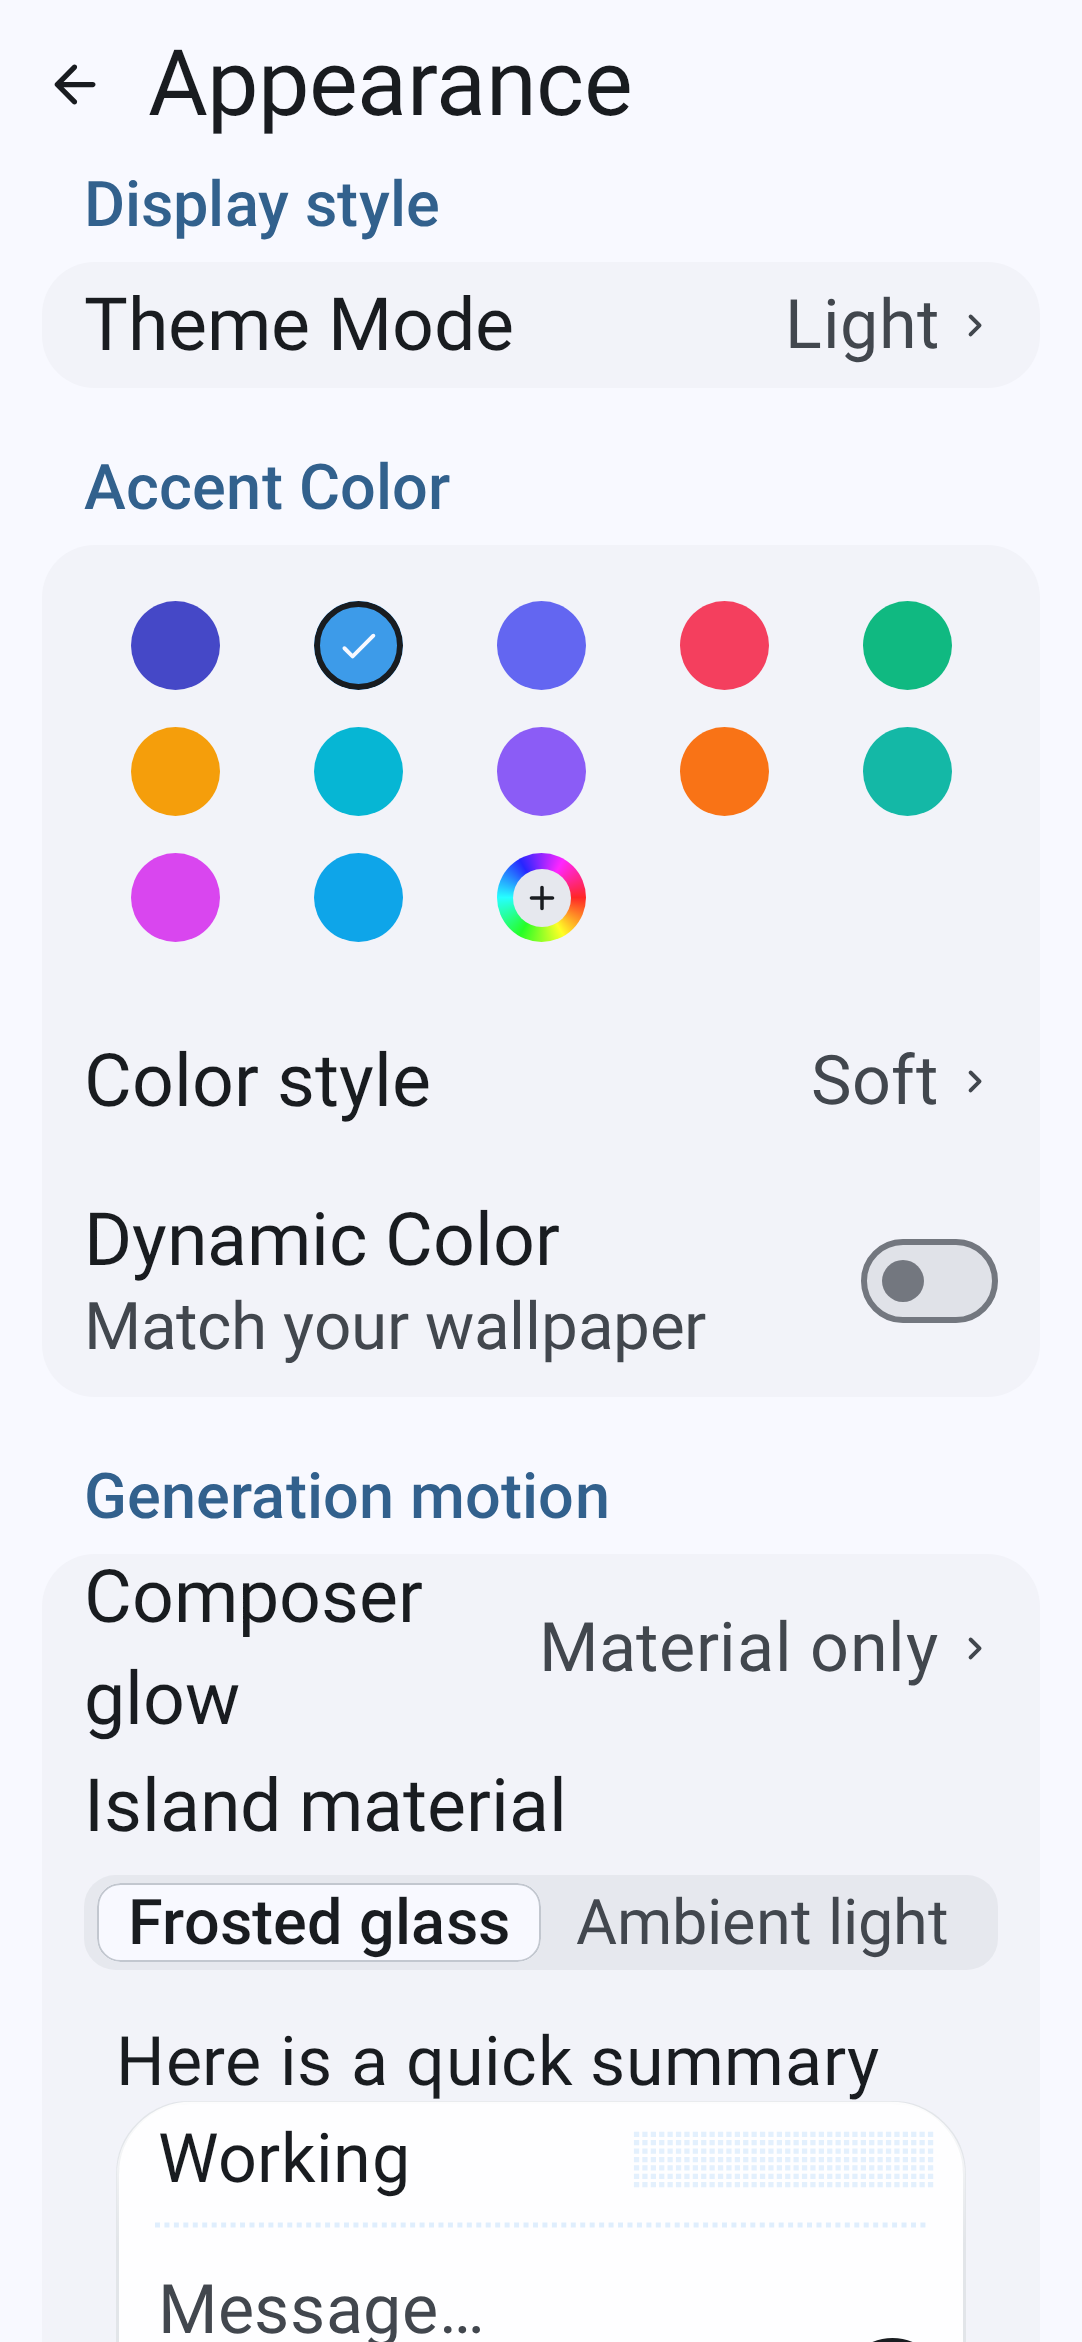 Appearance
Display style
Theme Mode
Light
Accent Color
Color style
Soft
Dynamic Color
Match your wallpaper
Generation motion
Composer
glow
Material only
Island material
Frosted glass
Ambient light
Here is a quick summary
Working
Message…